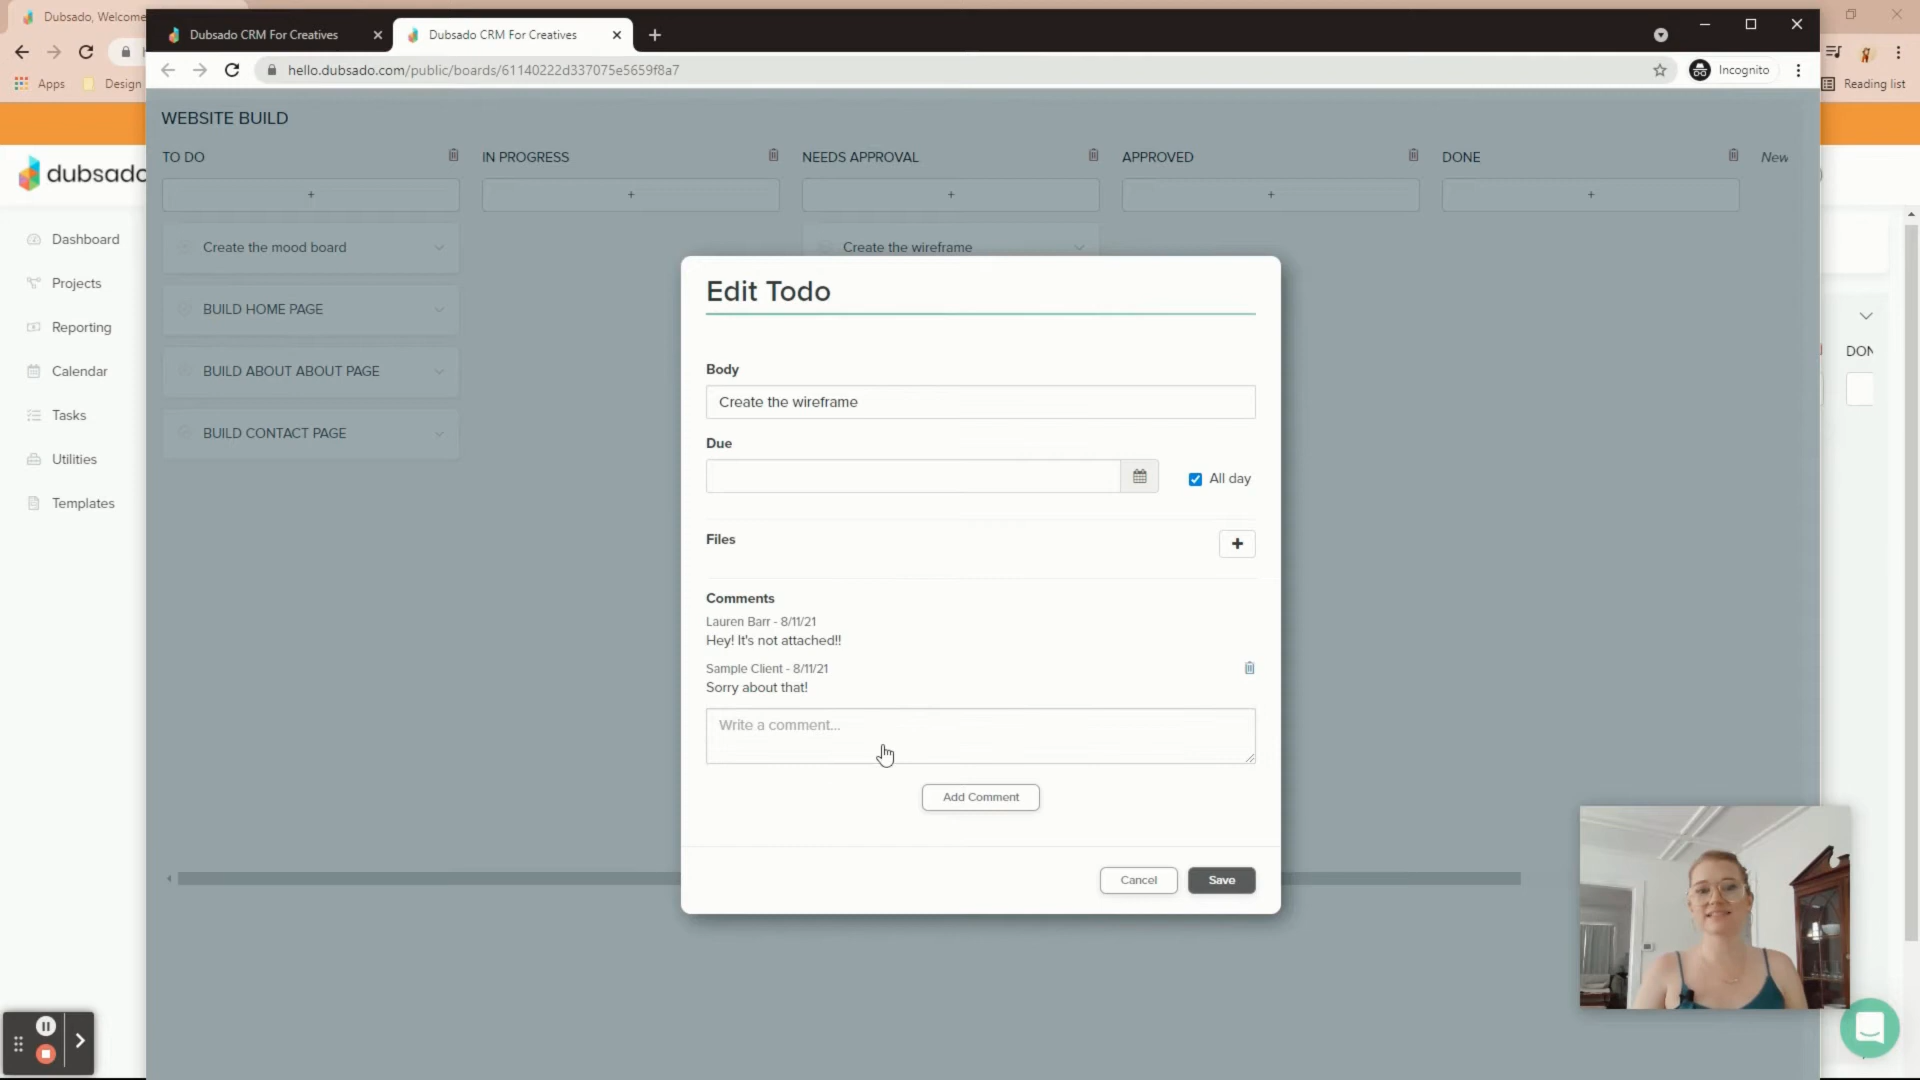 Dubsado, Welcome
Dubsado CRM For Creatives
Dubsado CRM For Creatives
hello.dubsado.com/public/boards/61140222d337075e5659f8a7
Incognito
Apps
Design
Reading list
WEBSITE BUILD
TO DO
IN PROGRESS
NEEDS APPROVAL
APPROVED
DONE
New
dubsado
+
+
+
+
+
Dashboard
Projects
Reporting
Calendar
Tasks
Utilities
Templates
Create the mood board
BUILD HOME PAGE
BUILD ABOUT ABOUT PAGE
BUILD CONTACT PAGE
Create the wireframe
DON
Edit Todo
Body
Create the wireframe
Due
All day
Files
+
Comments
Lauren Barr - 8/11/21
Hey! It's not attached!!
Sample Client - 8/11/21
Sorry about that!
Write a comment...
Add Comment
Cancel
Save